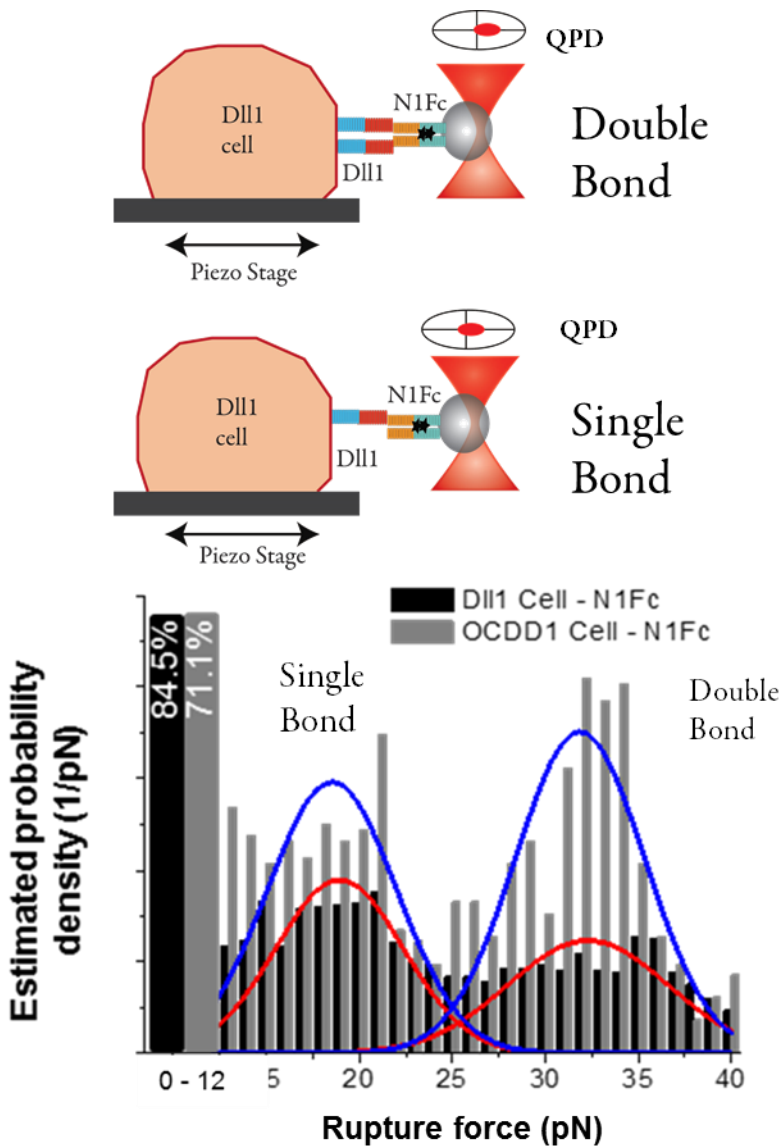 QPD
N1Fc
Dll1
cell
Dll1
Double
Bond
Piezo Stage
QPD
N1Fc
Dll1
cell
Dll1
Single
Bond
Piezo Stage
Dll1 Cell - N1Fc
OCDD1 Cell - N1Fc
84.5%
71.1%
Single
Bond
Double
Bond
Estimated probability
density (1/pN)
0 - 12 5 20 25 30 35 40
Rupture force (pN)